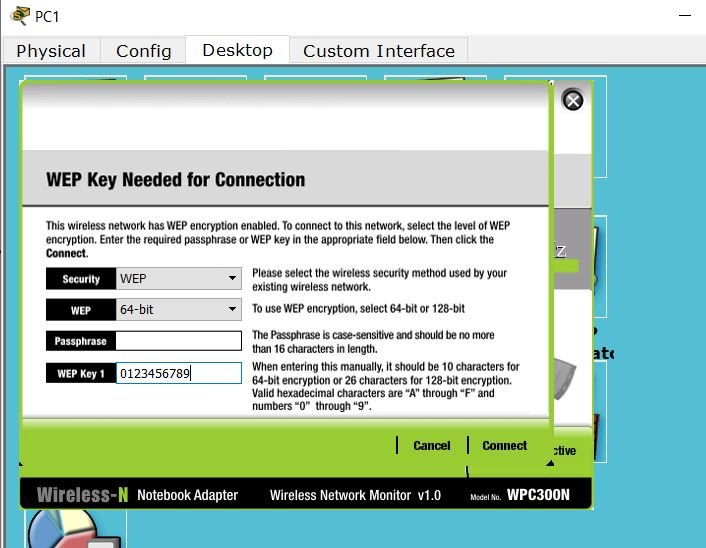 PC1
Physical Config Desktop Custom Interface
WEP Key Needed for Connection
This wireless network has WEP encryption enabled. To connect to this network, select the level of WEP
encryption. Enter the required passphrase or WEP key in the appropriate field below. Then click the
Connect.
Security WEP
Please select the wireless security method used by your
existing wireless network.
WEP 64-bit
To use WEP encryption, select 64-bit or 128-bit
Passphrase
The Passphrase is case-sensitive and should be no more
than 16 characters in length.
WEP Key 1 0123456789
When entering this manually, it should be 10 characters for
64-bit encryption or 26 characters for 128-bit encryption.
Valid hexadecimal characters are “A” through “F” and
numbers “0” through “9”.
Cancel Connect
Wireless-N Notebook Adapter Wireless Network Monitor v1.0 Model No. WPC300N